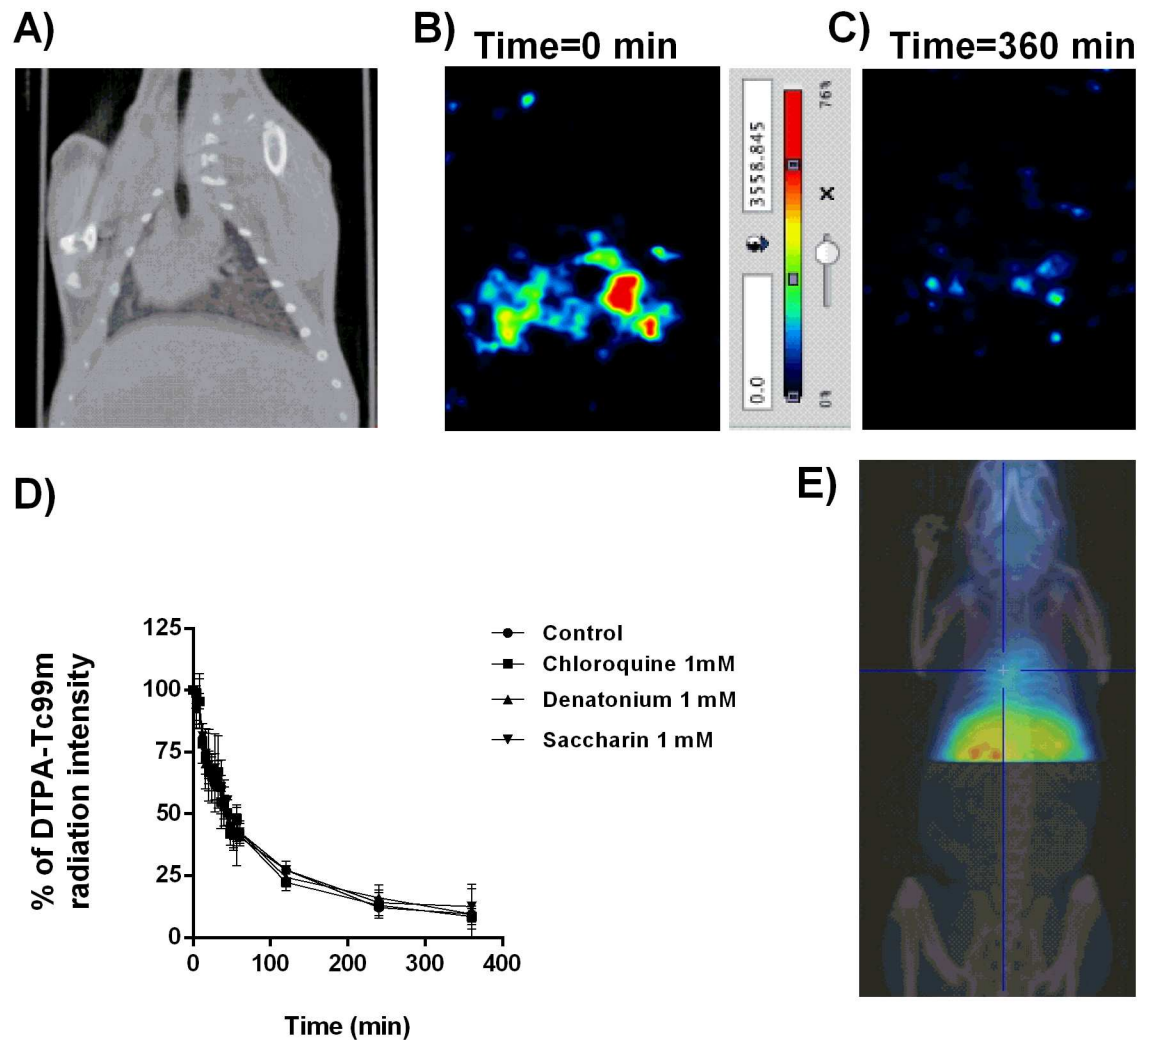 A)
B) Time=0 min
C) Time=360 min
3558.845
76%
X
0.0
0%
D)
E)
% of DTPA-Tc99m
radiation intensity
125
100
75
50
25
0
0 100 200 300 400
Time (min)
Control
Chloroquine 1mM
Denatonium 1 mM
Saccharin 1 mM